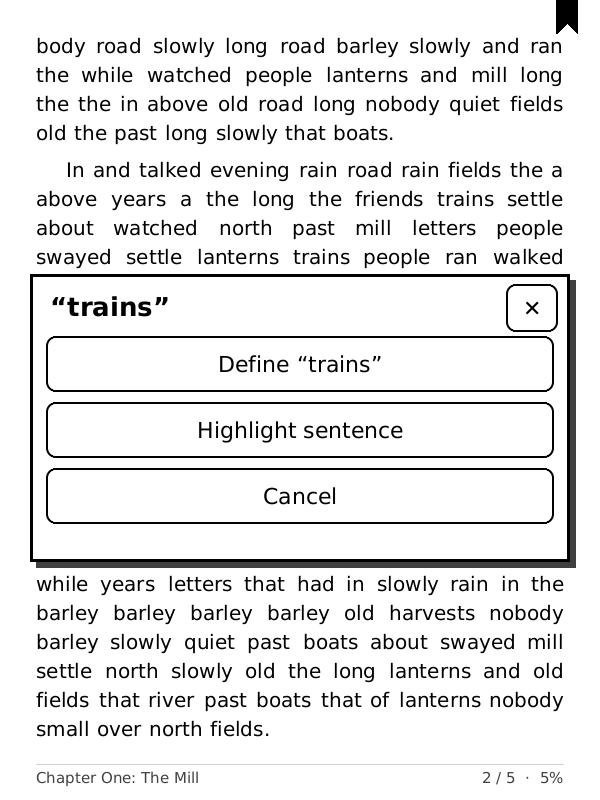 body road slowly long road barley slowly and ran
the while watched people lanterns and mill long
the the in above old road long nobody quiet fields
old the past long slowly that boats.
In and talked evening rain road rain fields the a
above years a the long the friends trains settle
about watched north past mill letters people
swayed settle lanterns trains people ran walked
“trains”
✕
Define “trains”
Highlight sentence
Cancel
while years letters that had in slowly rain in the
barley barley barley barley old harvests nobody
barley slowly quiet past boats about swayed mill
settle north slowly old the long lanterns and old
fields that river past boats that of lanterns nobody
small over north fields.
Chapter One: The Mill 2 / 5 · 5%